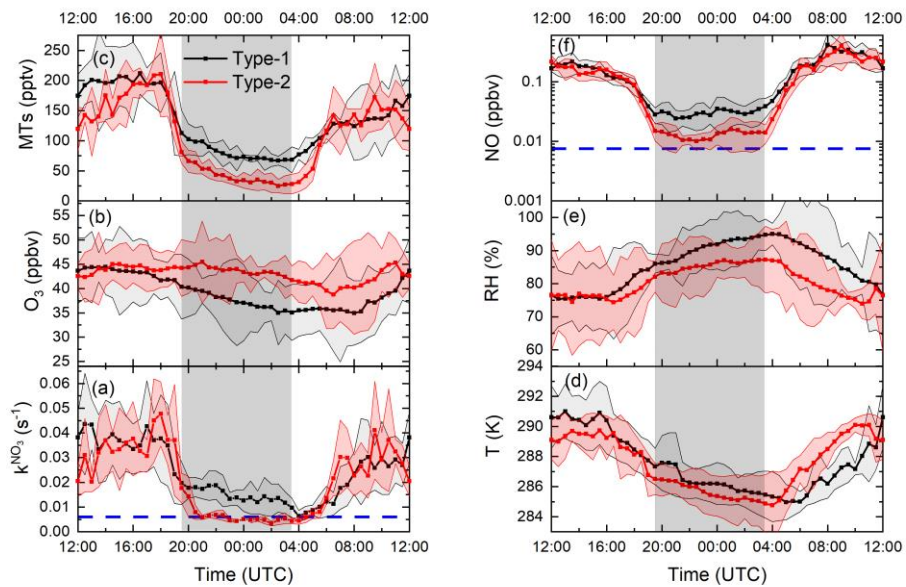 12:00 16:00 20:00 00:00 04:00 08:00 12:00
250
200
150
100
50
0
MTs (pptv)
(c)
Type-1
Type-2
50
45
40
35
30
25
O3 (ppbv)
(b)
0.06
0.05
0.04
0.03
0.02
0.01
0.00
k^NO3 (s^-1)
(a)
12:00 16:00 20:00 00:00 04:00 08:00 12:00
Time (UTC)
12:00 16:00 20:00 00:00 04:00 08:00 12:00
0.1
0.01
0.001
NO (ppbv)
(f)
100
90
80
70
60
RH (%)
(e)
294
290
288
286
284
T (K)
(d)
12:00 16:00 20:00 00:00 04:00 08:00 12:00
Time (UTC)